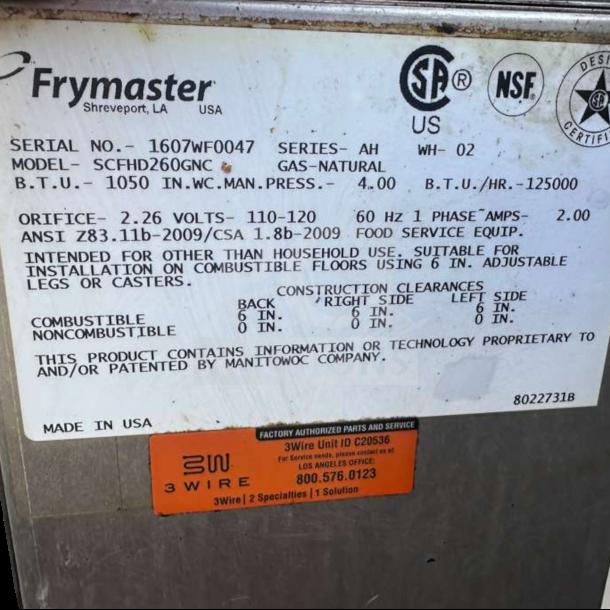 Frymaster
Shreveport, LA USA
SA ®
US
NSF®
DESI
CERTIFI
SERIAL NO.- 1607WF0047 SERIES- AH WH- 02
MODEL- SCFHD260GNC GAS-NATURAL
B.T.U.- 1050 IN.WC.MAN.PRESS.- 4.00 B.T.U./HR.-125000
ORIFICE- 2.26 VOLTS- 110-120 60 HZ 1 PHASE AMPS- 2.00
ANSI Z83.11b-2009/CSA 1.8b-2009 FOOD SERVICE EQUIP.
INTENDED FOR OTHER THAN HOUSEHOLD USE. SUITABLE FOR
INSTALLATION ON COMBUSTIBLE FLOORS USING 6 IN. ADJUSTABLE
LEGS OR CASTERS.
CONSTRUCTION CLEARANCES
BACK RIGHT SIDE LEFT SIDE
COMBUSTIBLE 6 IN. 6 IN. 6 IN.
NONCOMBUSTIBLE 0 IN. 0 IN. 0 IN.
THIS PRODUCT CONTAINS INFORMATION OR TECHNOLOGY PROPRIETARY TO
AND/OR PATENTED BY MANITOWOC COMPANY.
8022731B
MADE IN USA
FACTORY AUTHORIZED PARTS AND SERVICE
3Wire Unit ID C20536
For Service needs, please contact us at:
LOS ANGELES OFFICE:
800.576.0123
3 WIRE
3Wire | 2 Specialties | 1 Solution